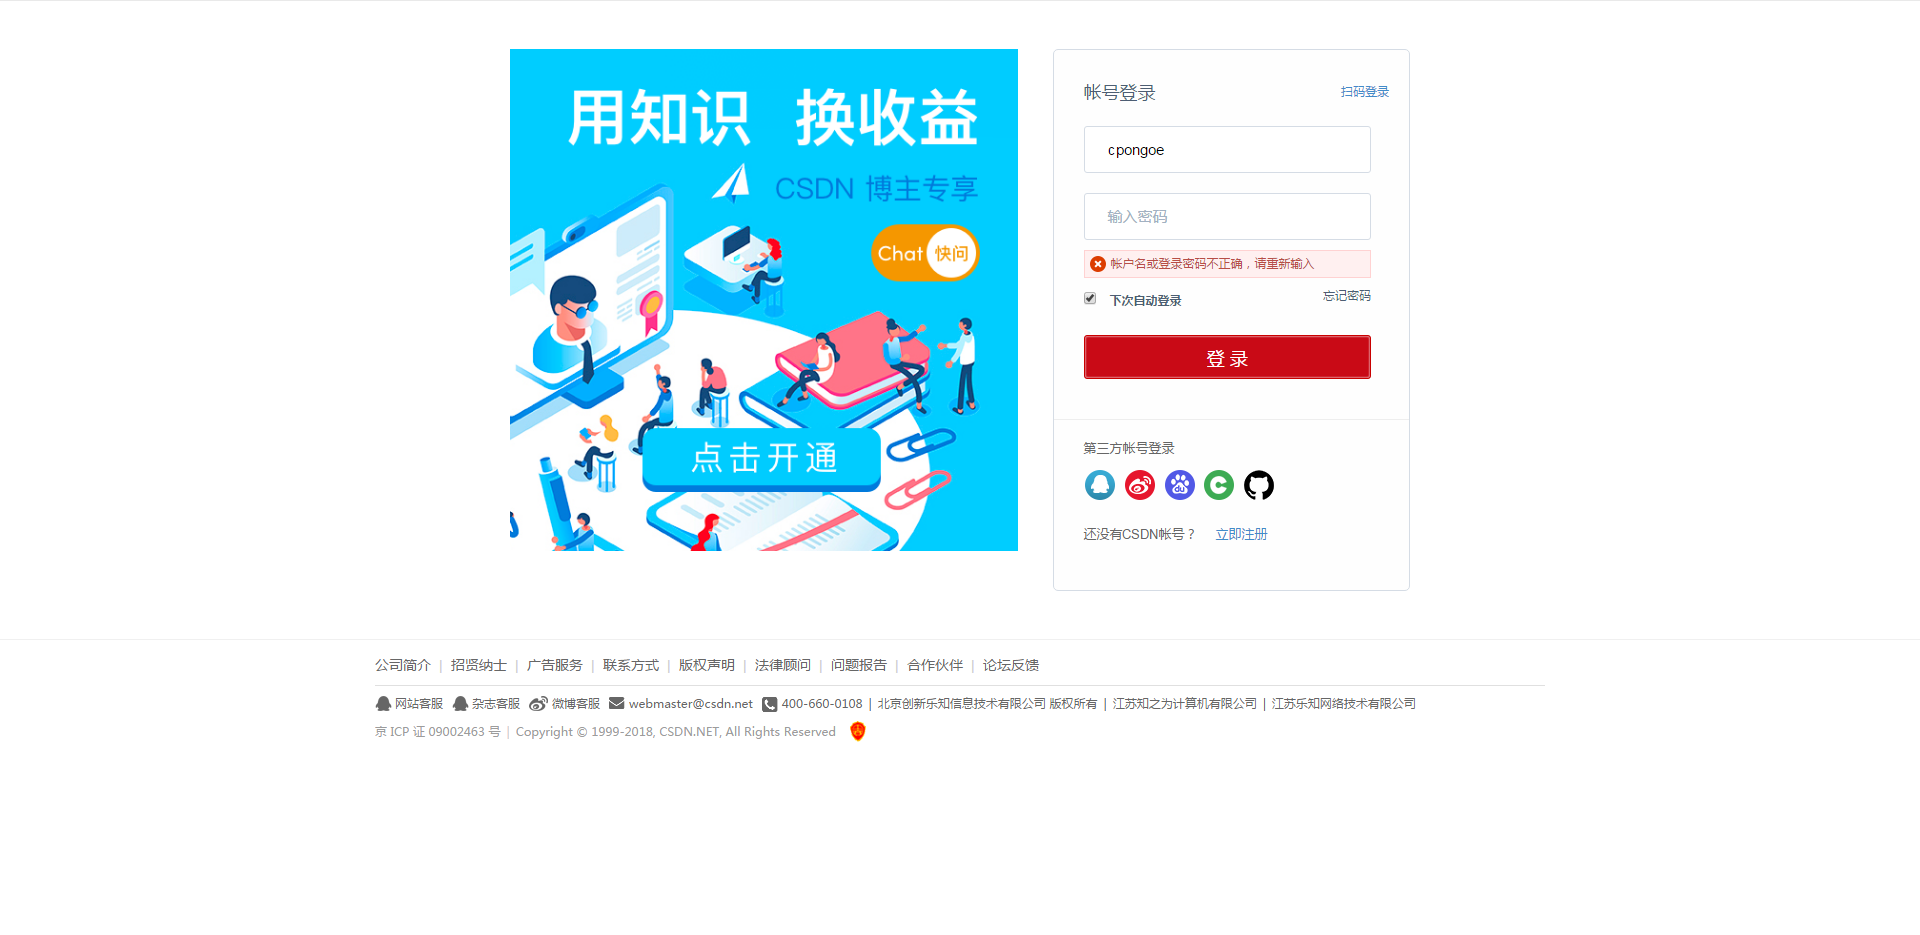 用知识 换收益
CSDN 博主专享
Chat 快问
点击开通
帐号登录 扫码登录
cpongoe
输入密码
帐户名或登录密码不正确，请重新输入
下次自动登录 忘记密码
登录
第三方帐号登录
du
还没有CSDN帐号？ 立即注册
公司简介 | 招贤纳士 | 广告服务 | 联系方式 | 版权声明 | 法律顾问 | 问题报告 | 合作伙伴 | 论坛反馈
网站客服 杂志客服 微博客服 webmaster@csdn.net 400-660-0108 | 北京创新乐知信息技术有限公司 版权所有 | 江苏知之为计算机有限公司 | 江苏乐知网络技术有限公司
京 ICP 证 09002463 号 | Copyright © 1999-2018, CSDN.NET, All Rights Reserved